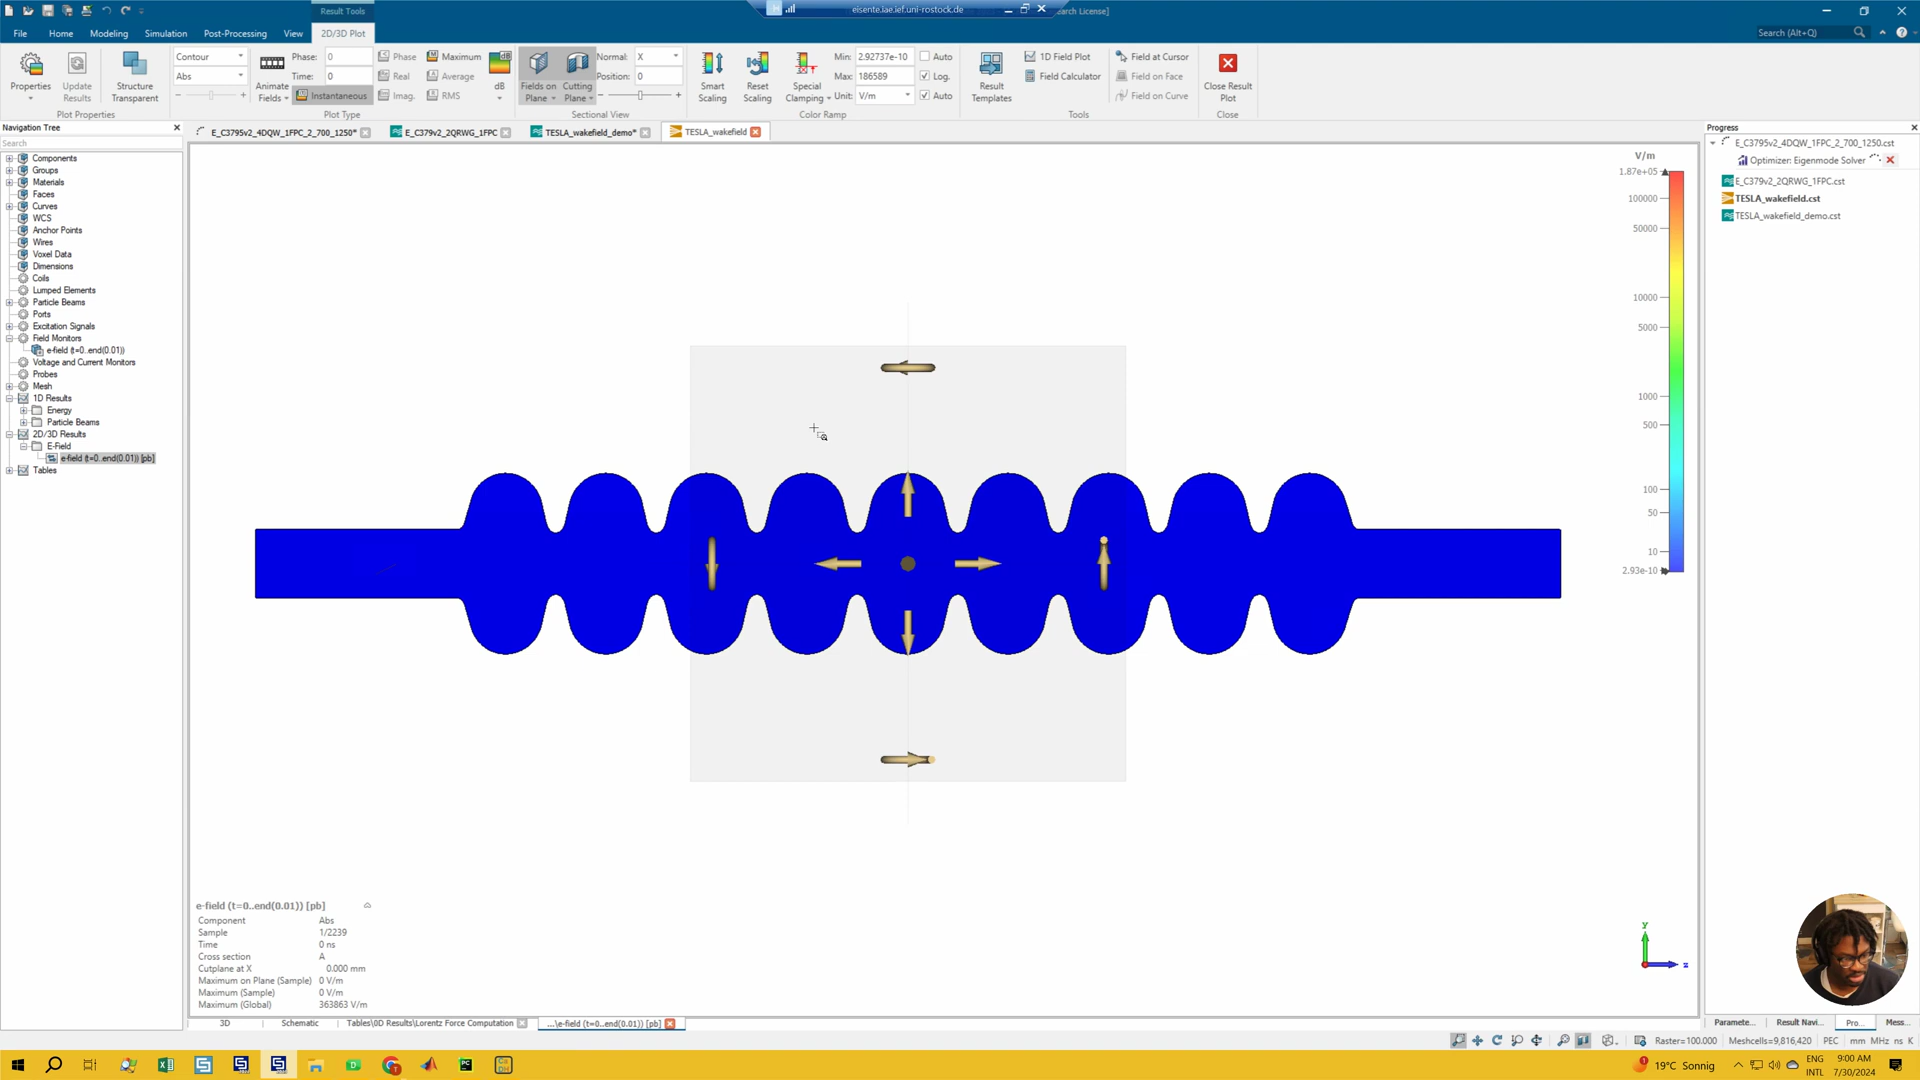 Result Tools
eisente.iae.ief.uni-rostock.de
earch License]
File Home Modeling Simulation Post-Processing View 2D/3D Plot
Search (Alt+Q)
Properties
Update Results
Structure Transparent
Plot Properties
Contour
Abs
Animate Fields
Phase: 0
Time: 0
Instantaneous
Phase
Real
Imag.
Maximum
Average
RMS
Plot Type
dB
dB
Fields on Plane
Cutting Plane
Normal: X
Position: 0
Sectional View
Smart Scaling
Reset Scaling
Special Clamping
Min: 2.92737e-10
Max: 186589
Unit: V/m
Auto
Log.
Auto
Color Ramp
Result Templates
1D Field Plot
Field Calculator
Tools
Field at Cursor
Field on Face
Field on Curve
Close Result Plot
Close
Navigation Tree
Search
E_C3795v2_4DQW_1FPC_2_700_1250*
E_C379v2_2QRWG_1FPC
TESLA_wakefield_demo*
TESLA_wakefield
Components
Groups
Materials
Faces
Curves
WCS
Anchor Points
Wires
Voxel Data
Dimensions
Coils
Lumped Elements
Particle Beams
Ports
Excitation Signals
Field Monitors
e-field (t=0..end(0.01))
Voltage and Current Monitors
Probes
Mesh
1D Results
Energy
Particle Beams
2D/3D Results
E-Field
e-field (t=0..end(0.01)) [pb]
Tables
V/m
1.87e+05
100000
50000
10000
5000
1000
500
100
50
10
2.93e-10
Progress
E_C3795v2_4DQW_1FPC_2_700_1250.cst
Optimizer: Eigenmode Solver
E_C379v2_2QRWG_1FPC.cst
TESLA_wakefield.cst
TESLA_wakefield_demo.cst
e-field (t=0..end(0.01)) [pb]
Component Abs
Sample 1/2239
Time 0 ns
Cross section A
Cutplane at X 0.000 mm
Maximum on Plane (Sample) 0 V/m
Maximum (Sample) 0 V/m
Maximum (Global) 363863 V/m
y
z
3D
Schematic
Tables\0D Results\Lorentz Force Computation
...\e-field (t=0..end(0.01)) [pb]
Paramete... Result Navi... Pro... Mess...
Raster=100.000 Meshcells=9,816,420 PEC mm MHz ns K
19°C Sonnig
ENG
INTL
9:00 AM
7/30/2024